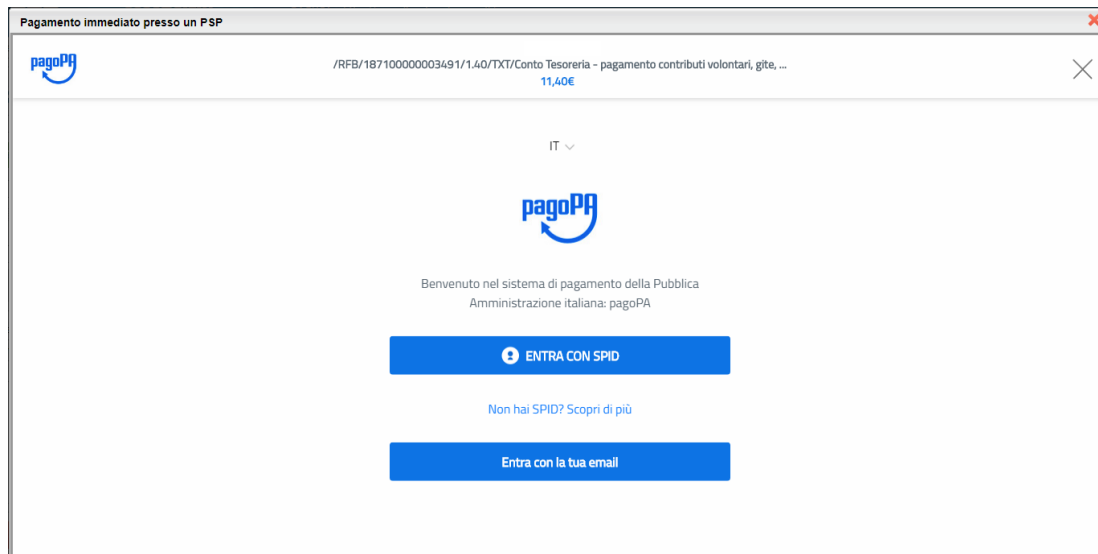 Pagamento immediato presso un PSP
pagoPA
/RFB/187100000003491/1.40/TXT/Conto Tesoreria - pagamento contributi volontari, gite, ...
11,40€
IT
pagoPA
Benvenuto nel sistema di pagamento della Pubblica
Amministrazione italiana: pagoPA
ENTRA CON SPID
Non hai SPID? Scopri di più
Entra con la tua email